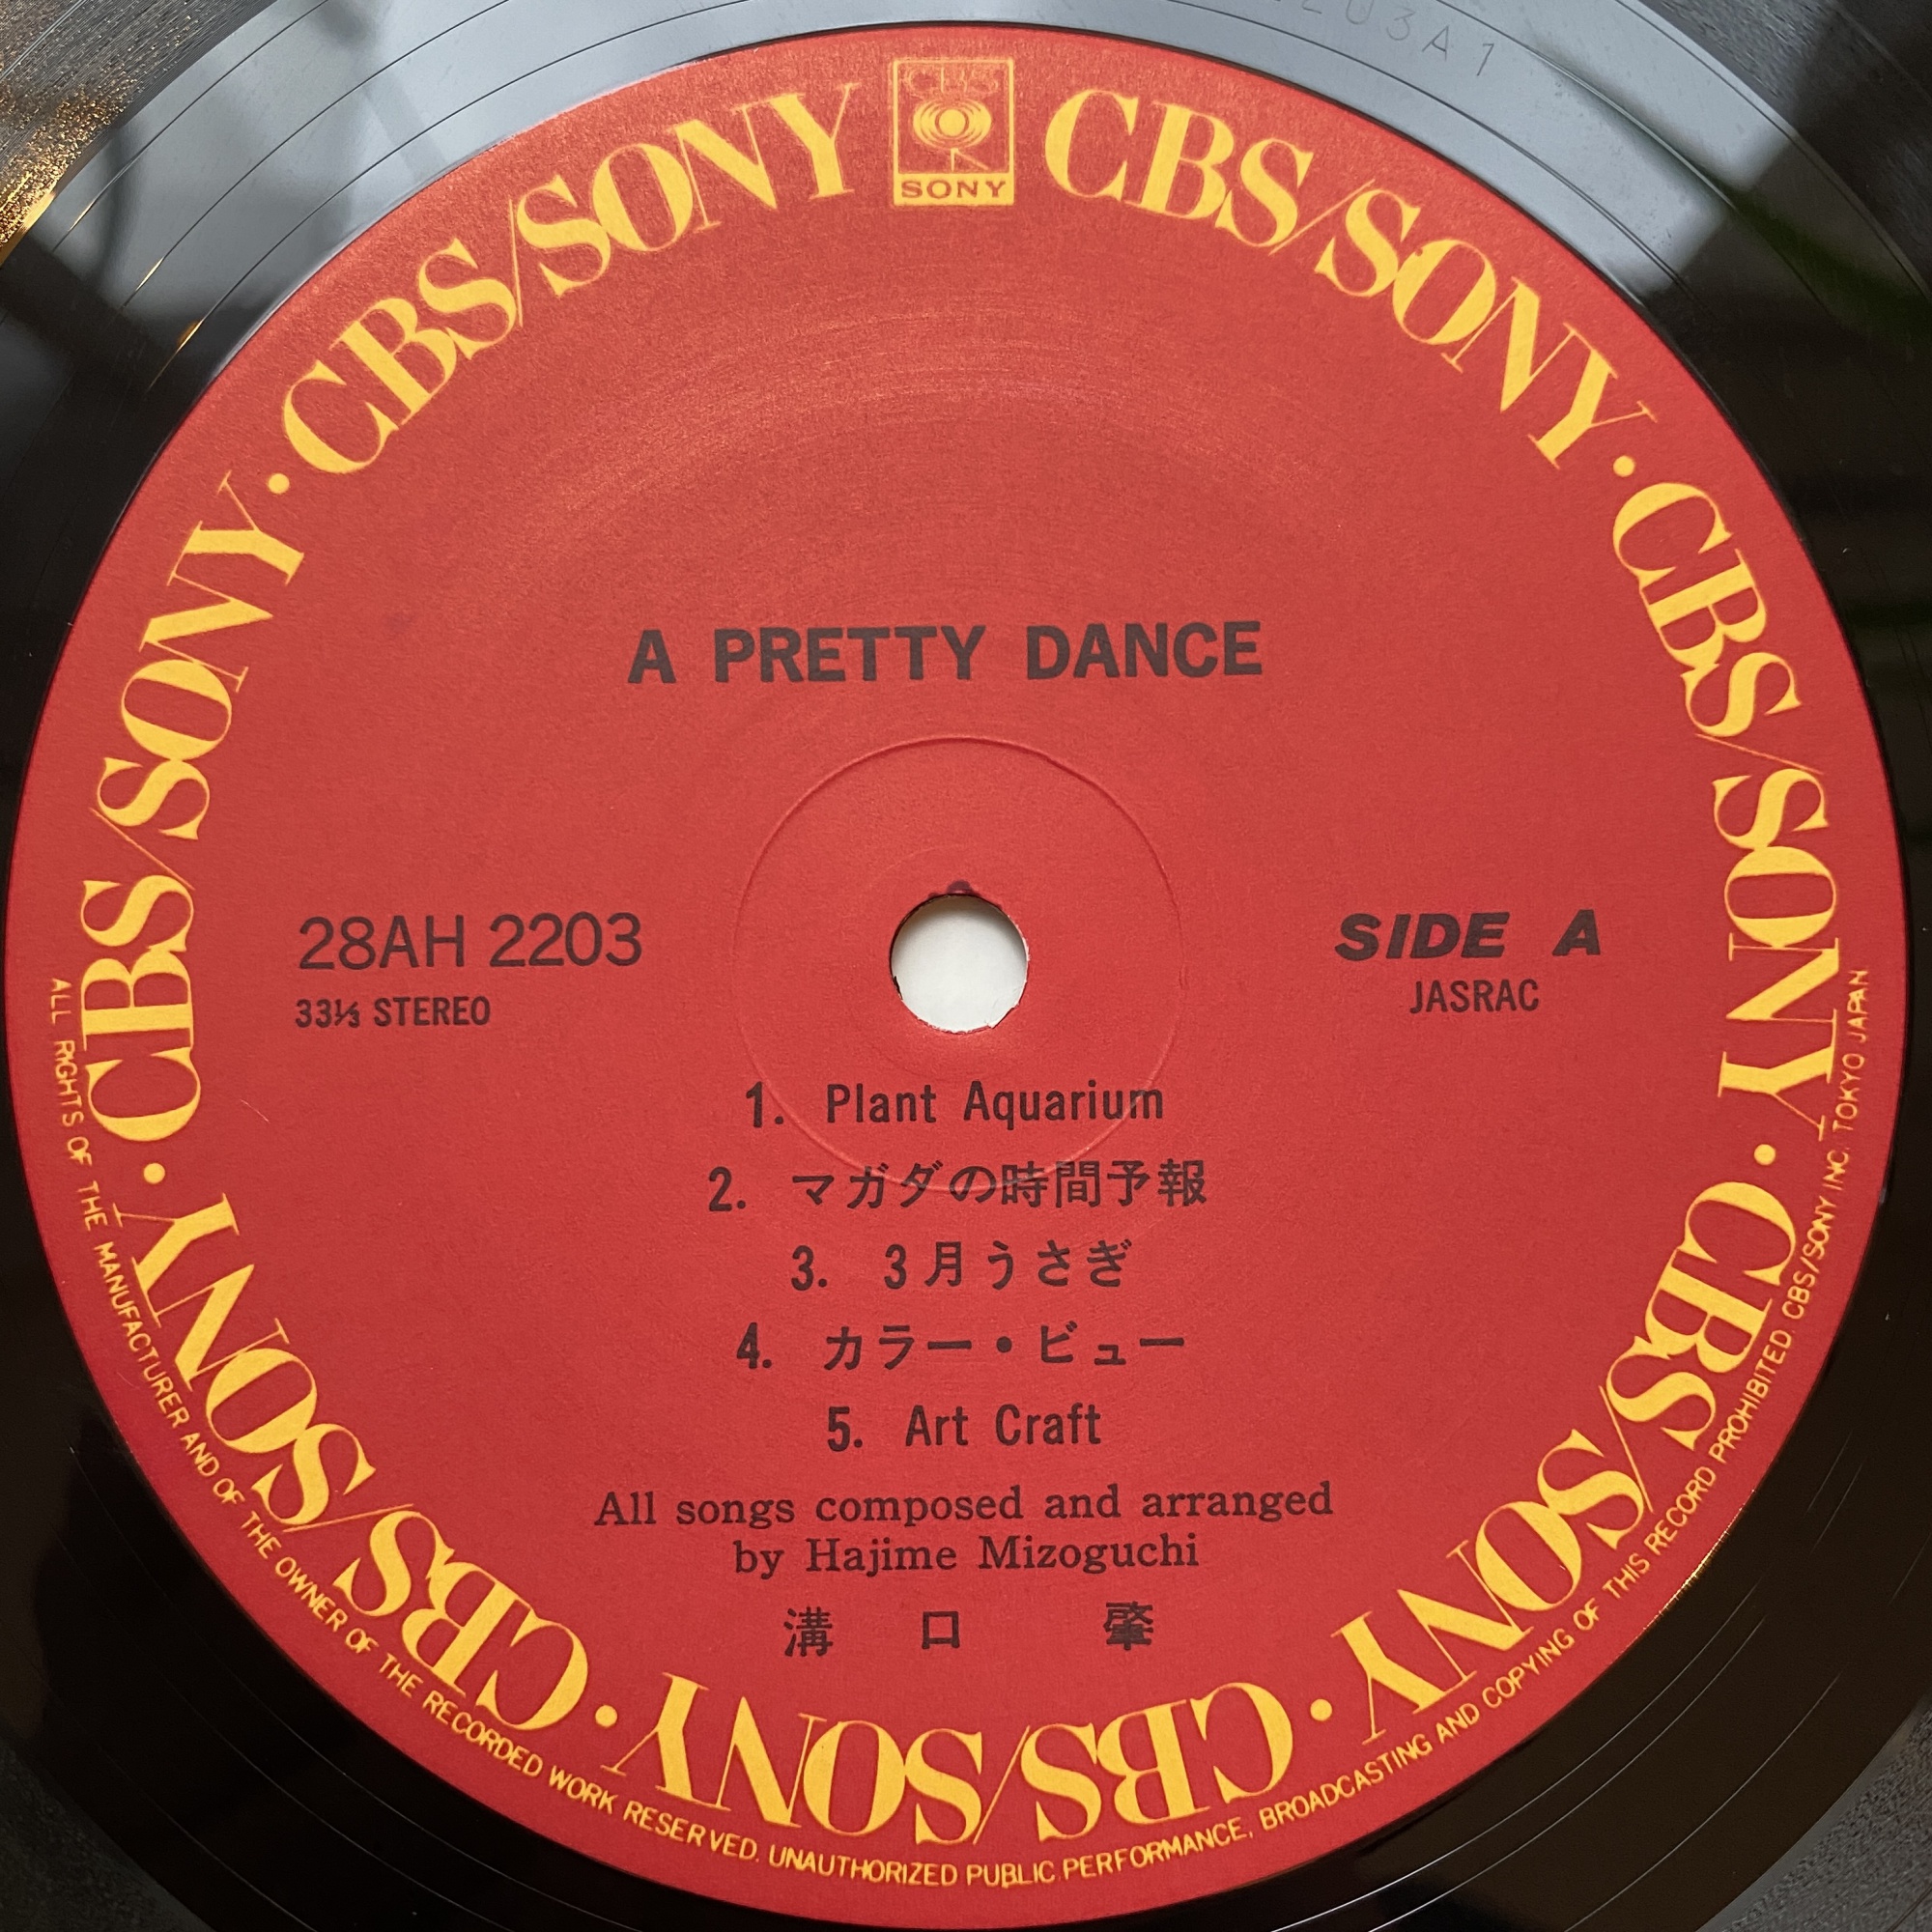 2203A1
CBS
SONY
CBS/SONY · CBS/SONY · CBS/SONY · CBS/SONY · CBS/SONY · CBS/SONY · CBS/SONY
A PRETTY DANCE
28AH 2203
33⅓ STEREO
SIDE A
JASRAC
1. Plant Aquarium
2. マガダの時間予報
3. 3月うさぎ
4. カラー・ビュー
5. Art Craft
All songs composed and arranged
by Hajime Mizoguchi
溝口 肇
ALL RIGHTS OF THE MANUFACTURER AND OF THE OWNER OF THE RECORDED WORK RESERVED. UNAUTHORIZED PUBLIC PERFORMANCE, BROADCASTING AND COPYING OF THIS RECORD PROHIBITED. CBS/SONY INC. TOKYO JAPAN